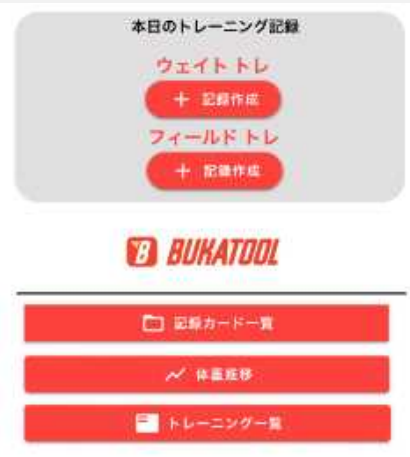 本日のトレーニング記録
ウェイトトレ
+ 記録作成
フィールドトレ
+ 記録作成
B BUKATOOL
記録カード一覧
体重推移
トレーニング一覧